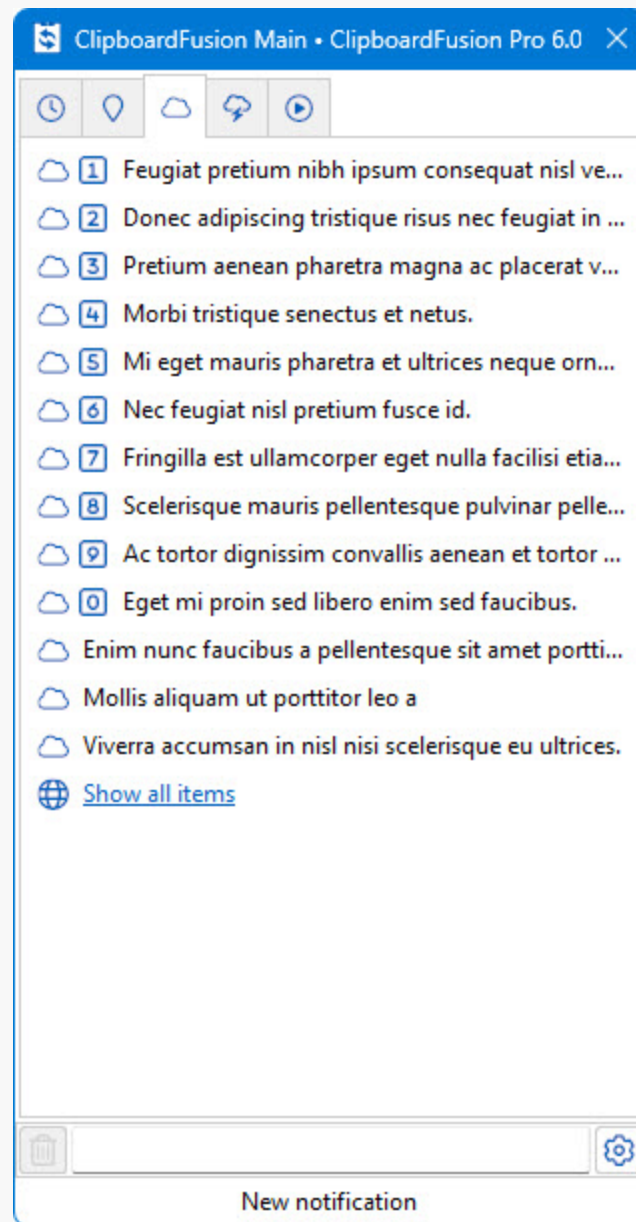 ClipboardFusion Main • ClipboardFusion Pro 6.0
1 Feugiat pretium nibh ipsum consequat nisl ve...
2 Donec adipiscing tristique risus nec feugiat in ...
3 Pretium aenean pharetra magna ac placerat v...
4 Morbi tristique senectus et netus.
5 Mi eget mauris pharetra et ultrices neque orn...
6 Nec feugiat nisl pretium fusce id.
7 Fringilla est ullamcorper eget nulla facilisi etia...
8 Scelerisque mauris pellentesque pulvinar pelle...
9 Ac tortor dignissim convallis aenean et tortor ...
0 Eget mi proin sed libero enim sed faucibus.
Enim nunc faucibus a pellentesque sit amet portti...
Mollis aliquam ut porttitor leo a
Viverra accumsan in nisl nisi scelerisque eu ultrices.
Show all items
New notification